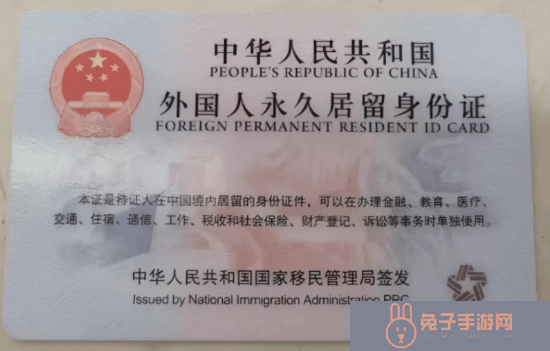 中华人民共和国
PEOPLE'S REPUBLIC OF CHINA
外国人永久居留身份证
FOREIGN PERMANENT RESIDENT ID CARD
本证是持证人在中国境内居留的身份证件，可以在办理金融、教育、医疗、
交通、住宿、通信、工作、税收和社会保险、财产登记、诉讼等事务时单独使用。
中华人民共和国国家移民管理局签发
Issued by National Immigration Administration PRC
兔子手游网